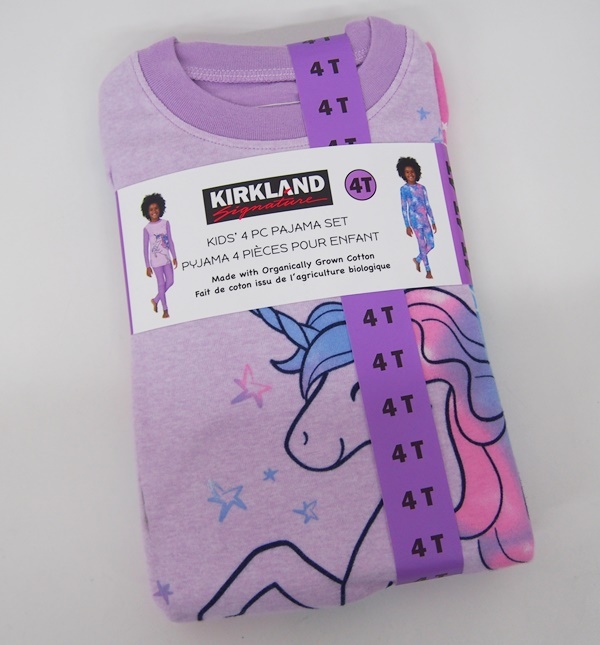 4T
4T
4T
KIRKLAND
Signature
4T
KIDS' 4 PC PAJAMA SET
PYJAMA 4 PIÈCES POUR ENFANT
Made with Organically Grown Cotton
Fait de coton issu de l'agriculture biologique
4T
4T
4T
4T
4T
4T